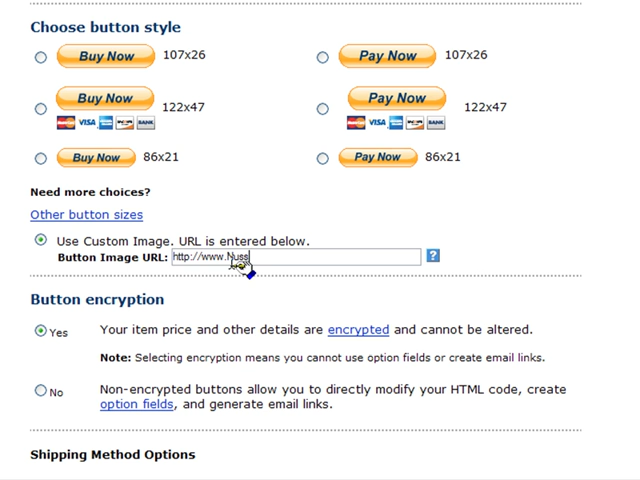 Choose button style
Buy Now 107x26 Pay Now 107x26
Buy Now 122x47 Pay Now 122x47
VISA BANK VISA BANK
Buy Now 86x21 Pay Now 86x21
Need more choices?
Other button sizes
Use Custom Image. URL is entered below.
Button Image URL: http://www.Nuss ?
Button encryption
Yes Your item price and other details are encrypted and cannot be altered.
Note: Selecting encryption means you cannot use option fields or create email links.
No Non-encrypted buttons allow you to directly modify your HTML code, create
option fields, and generate email links.
Shipping Method Options